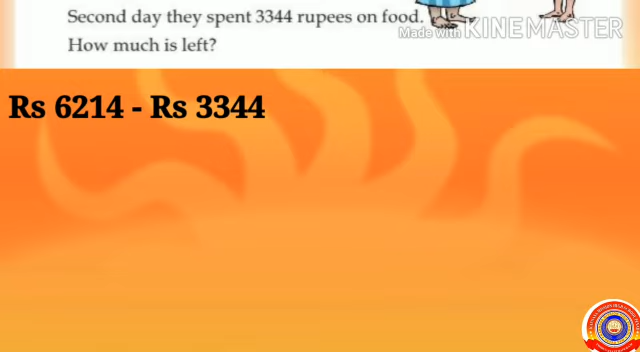 Second day they spent 3344 rupees on food.
How much is left?
Made with KINEMASTER
Rs 6214 - Rs 3344